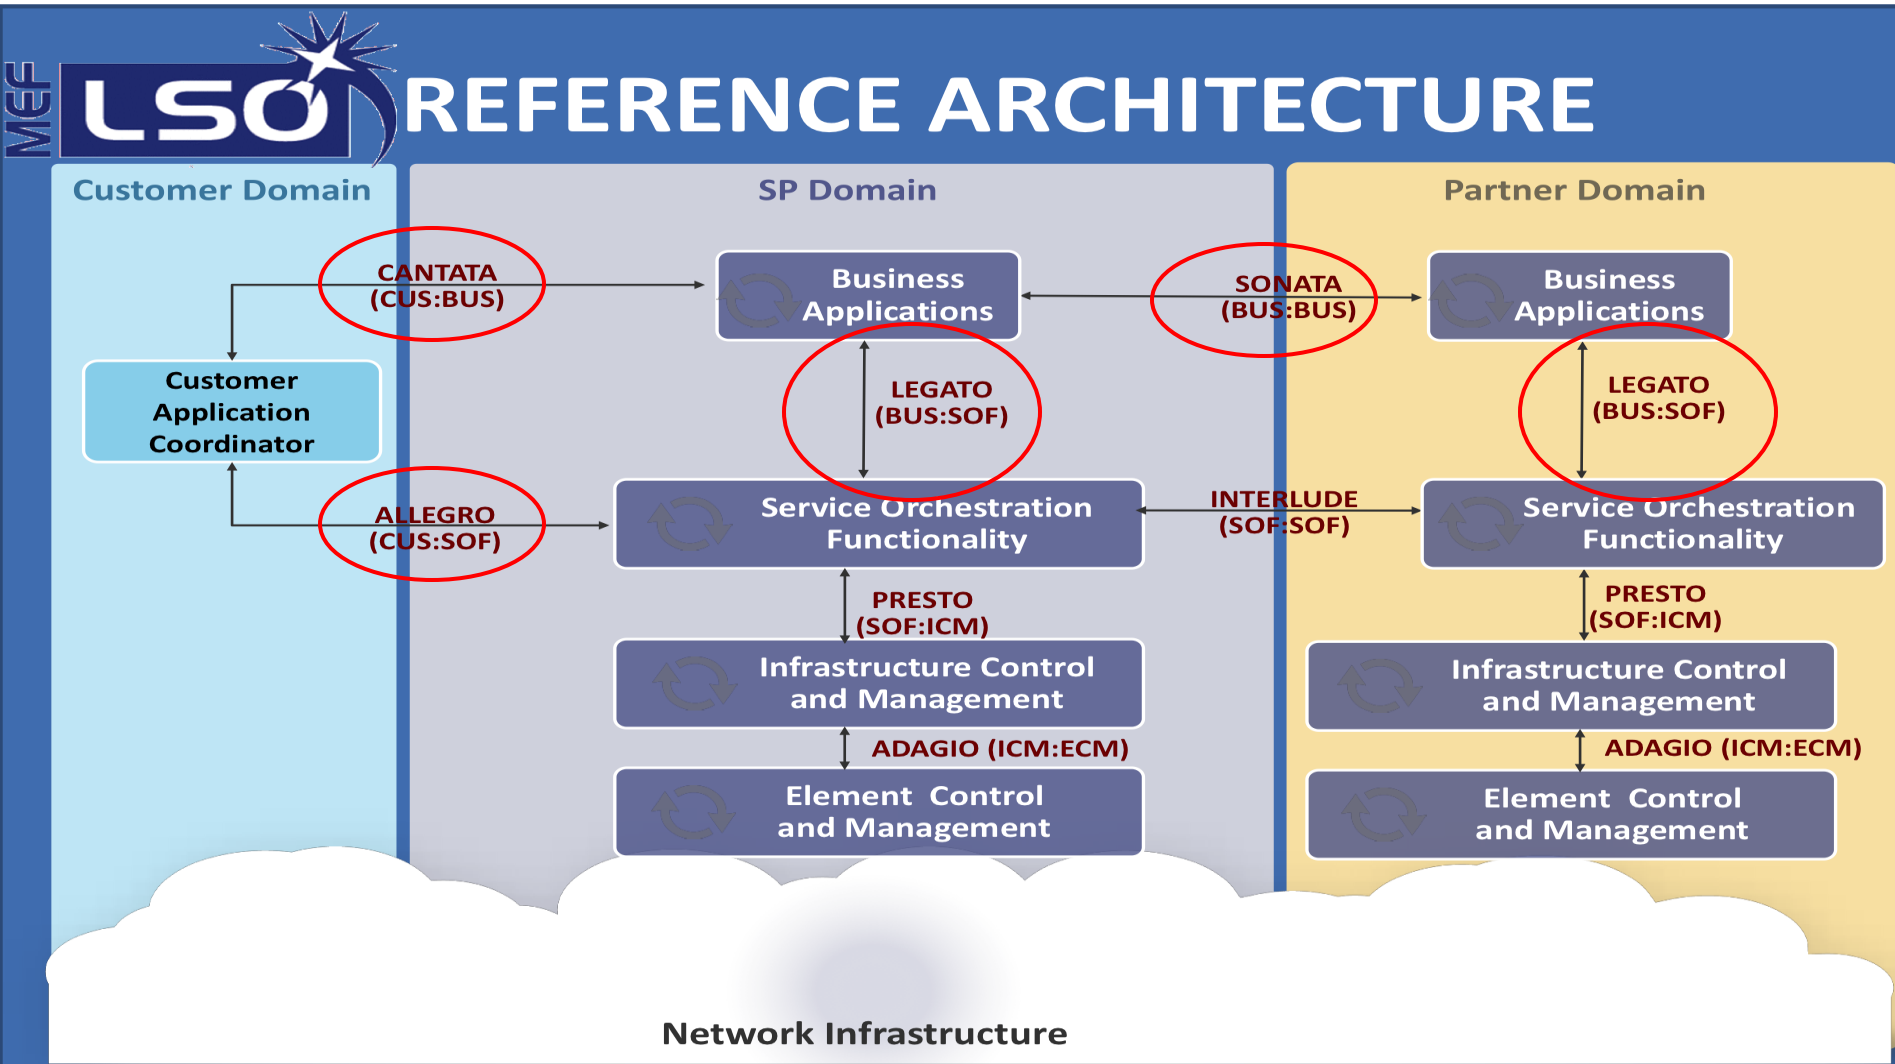 MEF
LSO REFERENCE ARCHITECTURE
Customer Domain
SP Domain
Partner Domain
CANTATA
(CUS:BUS)
Business
Applications
SONATA
(BUS:BUS)
Business
Applications
Customer
Application
Coordinator
LEGATO
(BUS:SOF)
LEGATO
(BUS:SOF)
ALLEGRO
(CUS:SOF)
Service Orchestration
Functionality
INTERLUDE
(SOF:SOF)
Service Orchestration
Functionality
PRESTO
(SOF:ICM)
PRESTO
(SOF:ICM)
Infrastructure Control
and Management
Infrastructure Control
and Management
ADAGIO (ICM:ECM)
ADAGIO (ICM:ECM)
Element  Control
and Management
Element  Control
and Management
Network Infrastructure